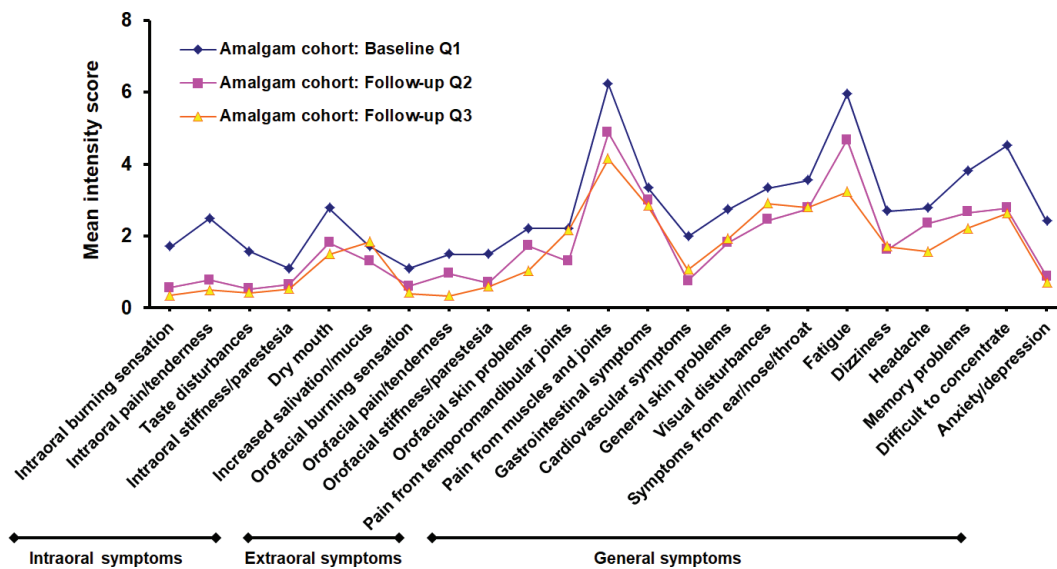 Mean intensity score
8
6
4
2
0
Amalgam cohort: Baseline Q1
Amalgam cohort: Follow-up Q2
Amalgam cohort: Follow-up Q3
Intraoral burning sensation
Intraoral pain/tenderness
Taste disturbances
Intraoral stiffness/parestesia
Dry mouth
Increased salivation/mucus
Orofacial burning sensation
Orofacial pain/tenderness
Orofacial stiffness/parestesia
Orofacial skin problems
Pain from temporomandibular joints
Pain from muscles and joints
Gastrointestinal symptoms
Cardiovascular symptoms
General skin problems
Visual disturbances
Symptoms from ear/nose/throat
Fatigue
Dizziness
Headache
Memory problems
Difficult to concentrate
Anxiety/depression
Intraoral symptoms
Extraoral symptoms
General symptoms